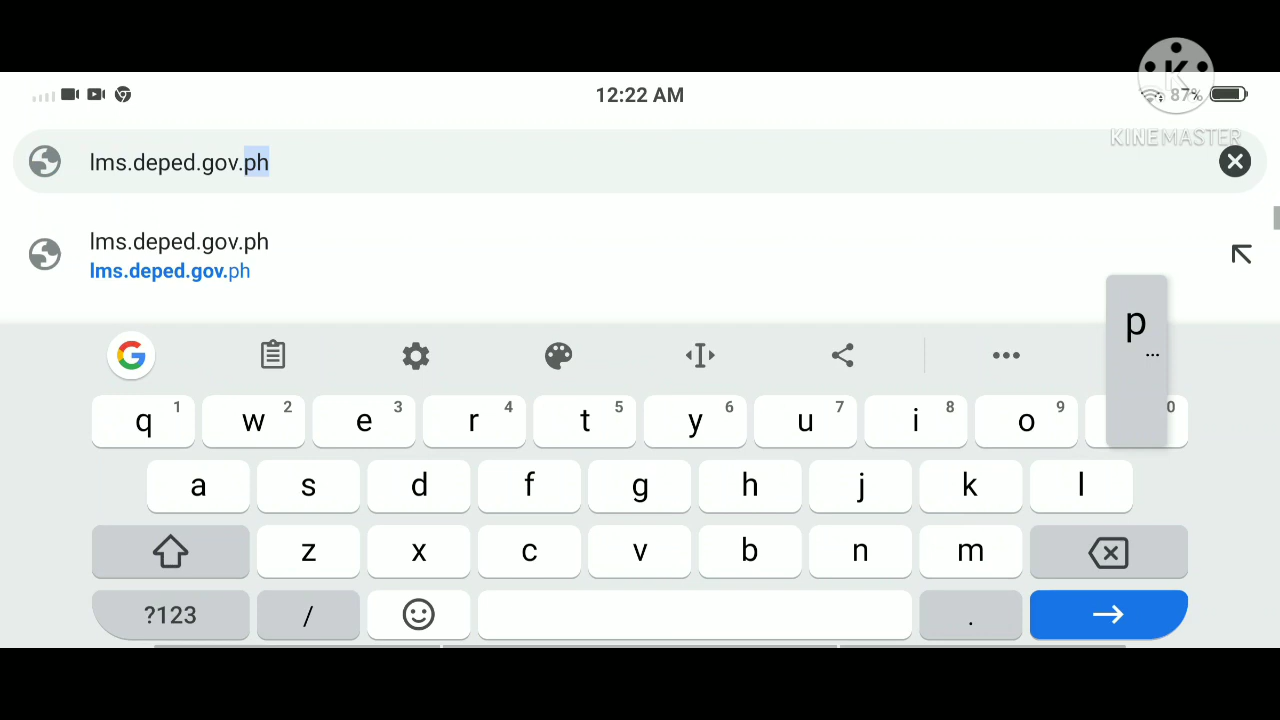 12:22 AM
87%
K
KINEMASTER
lms.deped.gov.ph
lms.deped.gov.ph
lms.deped.gov.ph
p
...
q 1 w 2 e 3 r 4 t 5 y 6 u 7 i 8 o 9 0
a s d f g h j k l
z x c v b n m
?123 / .